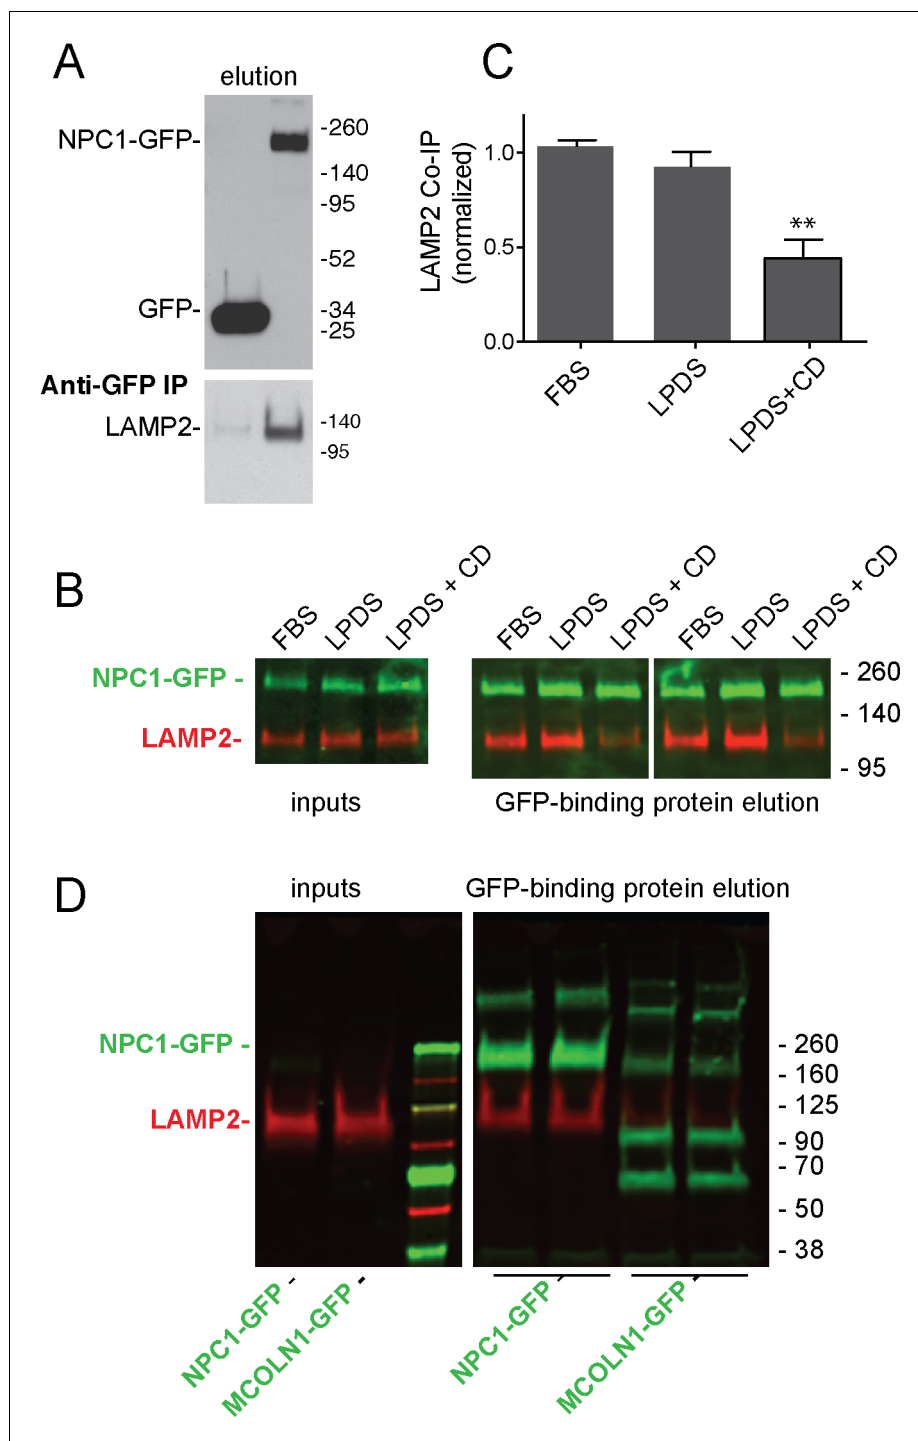 A
elution
NPC1-GFP-
-260
-140
-95
-52
GFP-
-34
-25
Anti-GFP IP
LAMP2-
-140
-95
C
LAMP2 Co-IP
(normalized)
1.0
0.5
0.0
**
FBS
LPDS
LPDS+CD
B
FBS
LPDS
LPDS + CD
FBS
LPDS
LPDS + CD
FBS
LPDS
LPDS + CD
NPC1-GFP -
LAMP2-
- 260
- 140
- 95
inputs
GFP-binding protein elution
D
inputs
GFP-binding protein elution
NPC1-GFP -
LAMP2-
- 260
- 160
- 125
- 90
- 70
- 50
- 38
NPC1-GFP -
MCOLN1-GFP -
NPC1-GFP -
MCOLN1-GFP -